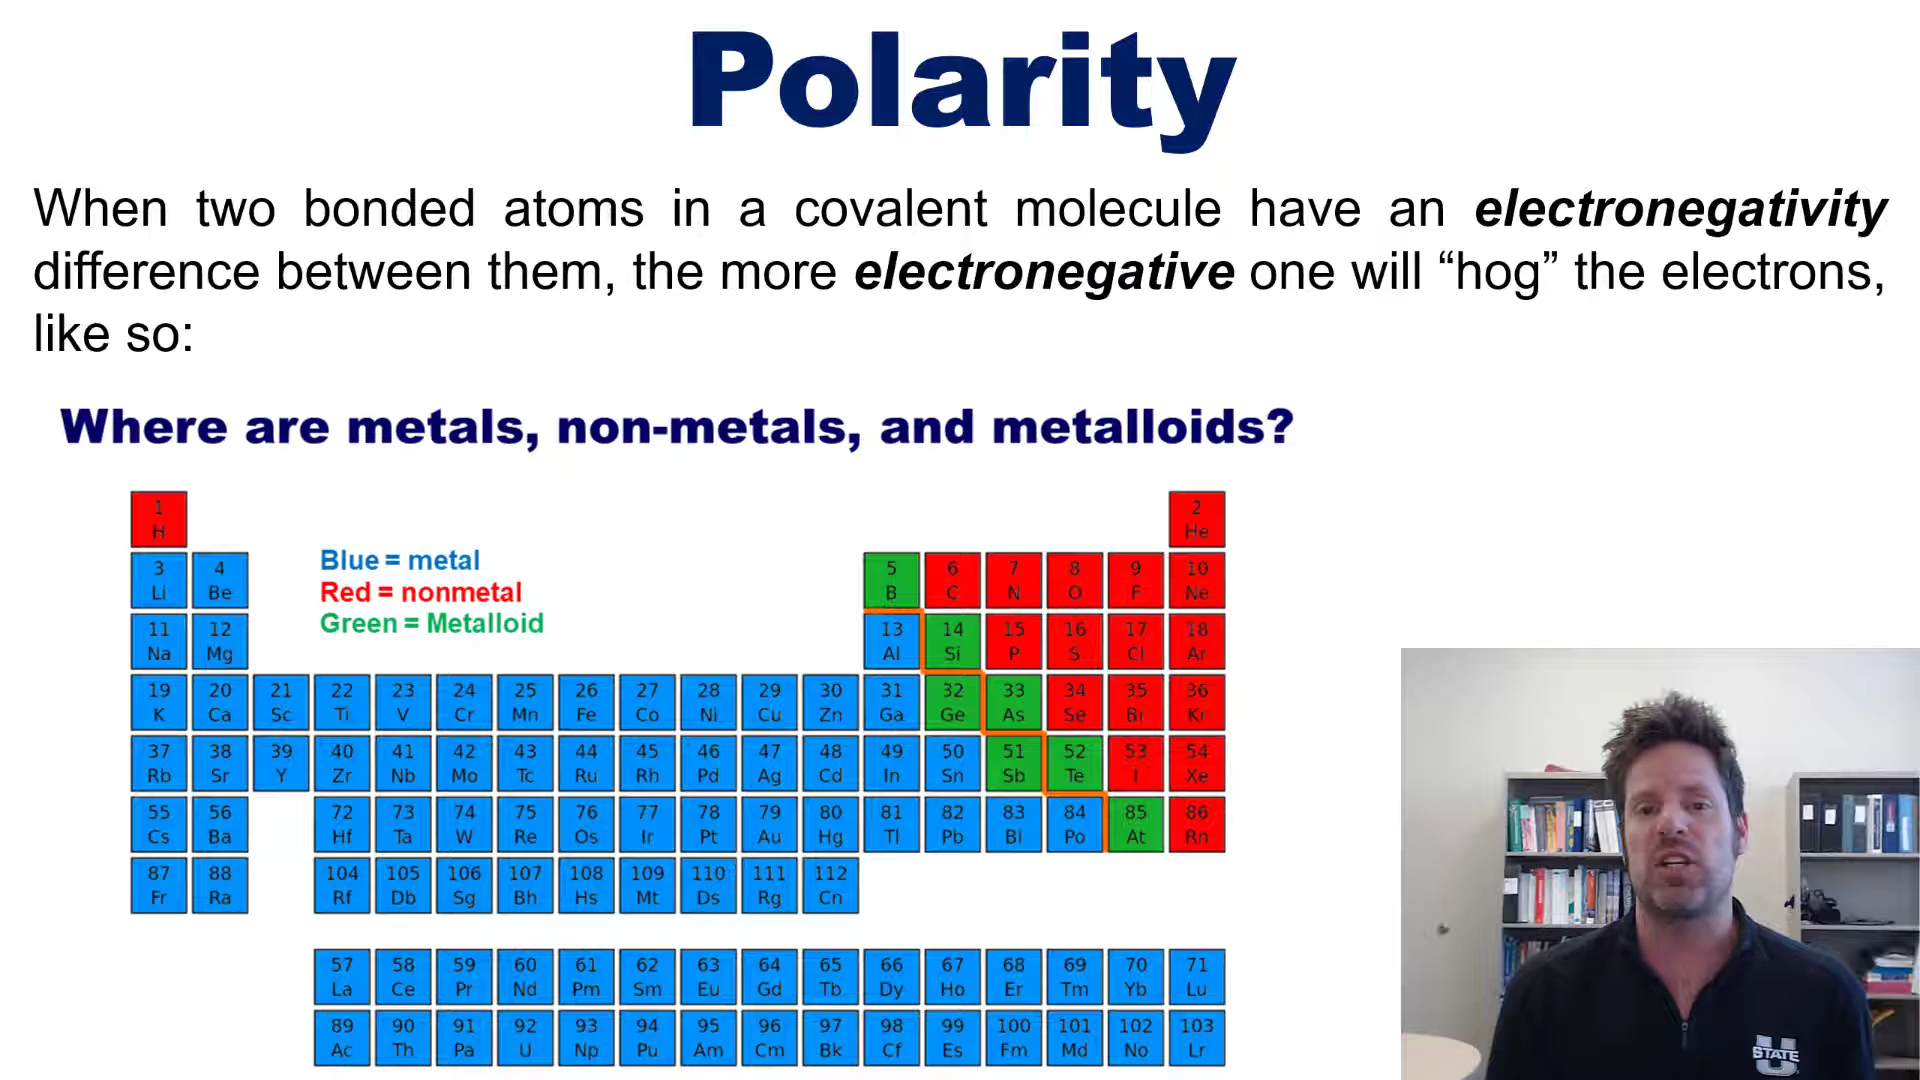 Polarity
When two bonded atoms in a covalent molecule have an electronegativity
difference between them, the more electronegative one will “hog” the electrons,
like so:
Where are metals, non-metals, and metalloids?
Blue = metal
Red = nonmetal
Green = Metalloid
1 2
H He
3 4 5 6 7 8 9 10
Li Be B C N O F Ne
11 12 13 14 15 16 17 18
Na Mg Al Si P S Cl Ar
19 20 21 22 23 24 25 26 27 28 29 30 31 32 33 34 35 36
K Ca Sc Ti V Cr Mn Fe Co Ni Cu Zn Ga Ge As Se Br Kr
37 38 39 40 41 42 43 44 45 46 47 48 49 50 51 52 53 54
Rb Sr Y Zr Nb Mo Tc Ru Rh Pd Ag Cd In Sn Sb Te I Xe
55 56 72 73 74 75 76 77 78 79 80 81 82 83 84 85 86
Cs Ba Hf Ta W Re Os Ir Pt Au Hg Tl Pb Bi Po At Rn
87 88 104 105 106 107 108 109 110 111 112
Fr Ra Rf Db Sg Bh Hs Mt Ds Rg Cn
57 58 59 60 61 62 63 64 65 66 67 68 69 70 71
La Ce Pr Nd Pm Sm Eu Gd Tb Dy Ho Er Tm Yb Lu
89 90 91 92 93 94 95 96 97 98 99 100 101 102 103
Ac Th Pa U Np Pu Am Cm Bk Cf Es Fm Md No Lr
U
STATE